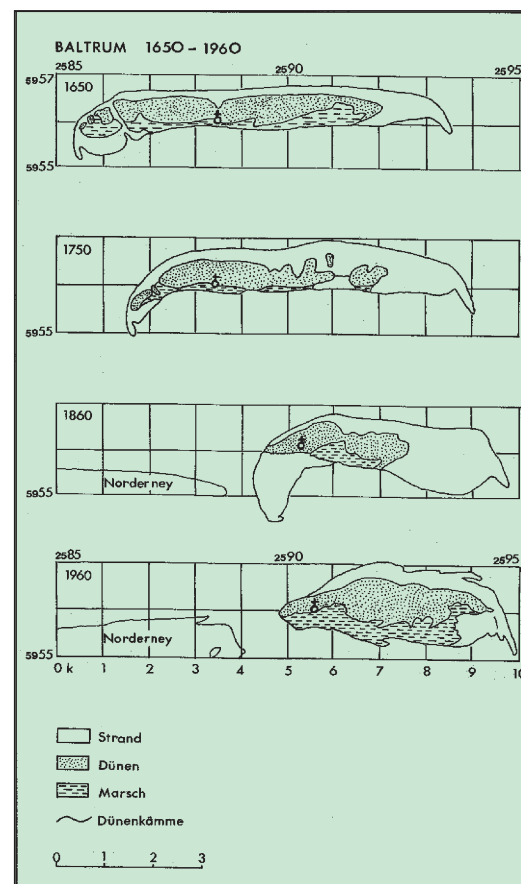 BALTRUM 1650 – 1960
2585 2590 2595
5957
1650
5955
1750
5955
1860
Norderney
5955
2585 2590 2595
1960
Norderney
5955
0 k 1 2 3 4 5 6 7 8 9 10
Strand
Dünen
Marsch
Dünenkämme
0 1 2 3